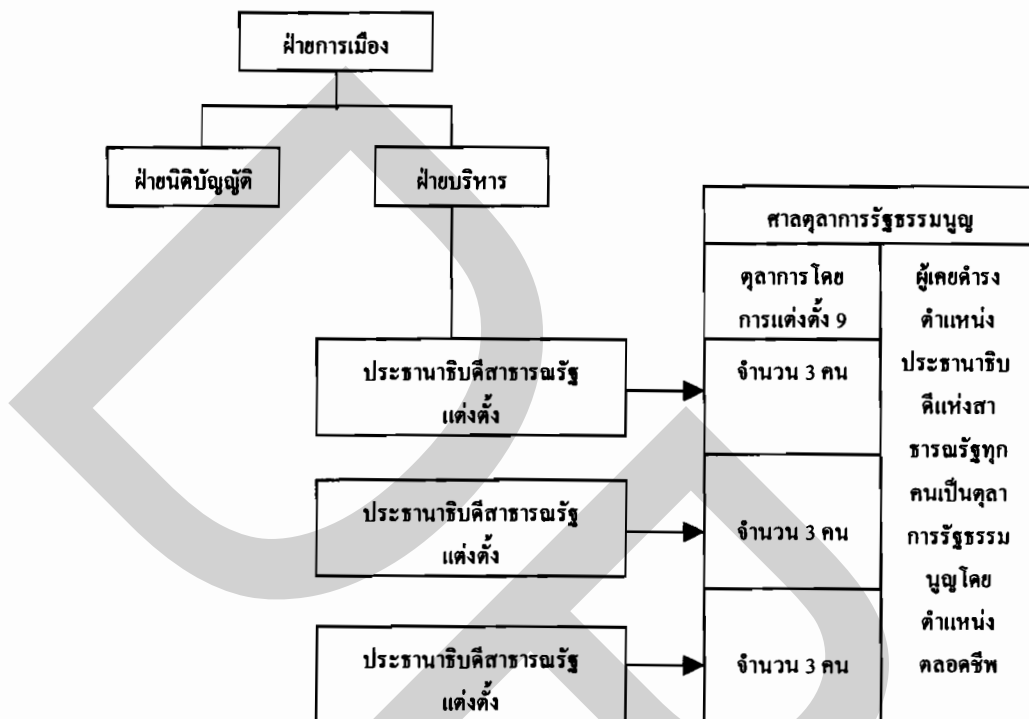 ฝ่ายการเมือง
ฝ่ายนิติบัญญัติ
ฝ่ายบริหาร
ศาลตุลาการรัฐธรรมนูญ
ตุลาการโดย
การแต่งตั้ง 9
ผู้เคยดำรง
ตำแหน่ง
ประธานาธิบ
ดีแห่งสา
ธารณรัฐทุก
คนเป็นตุลา
การรัฐธรรม
นูญโดย
ตำแหน่ง
ตลอดชีพ
ประธานาธิบดีสาธารณรัฐ
แต่งตั้ง
จำนวน 3 คน
ประธานาธิบดีสาธารณรัฐ
แต่งตั้ง
จำนวน 3 คน
ประธานาธิบดีสาธารณรัฐ
แต่งตั้ง
จำนวน 3 คน